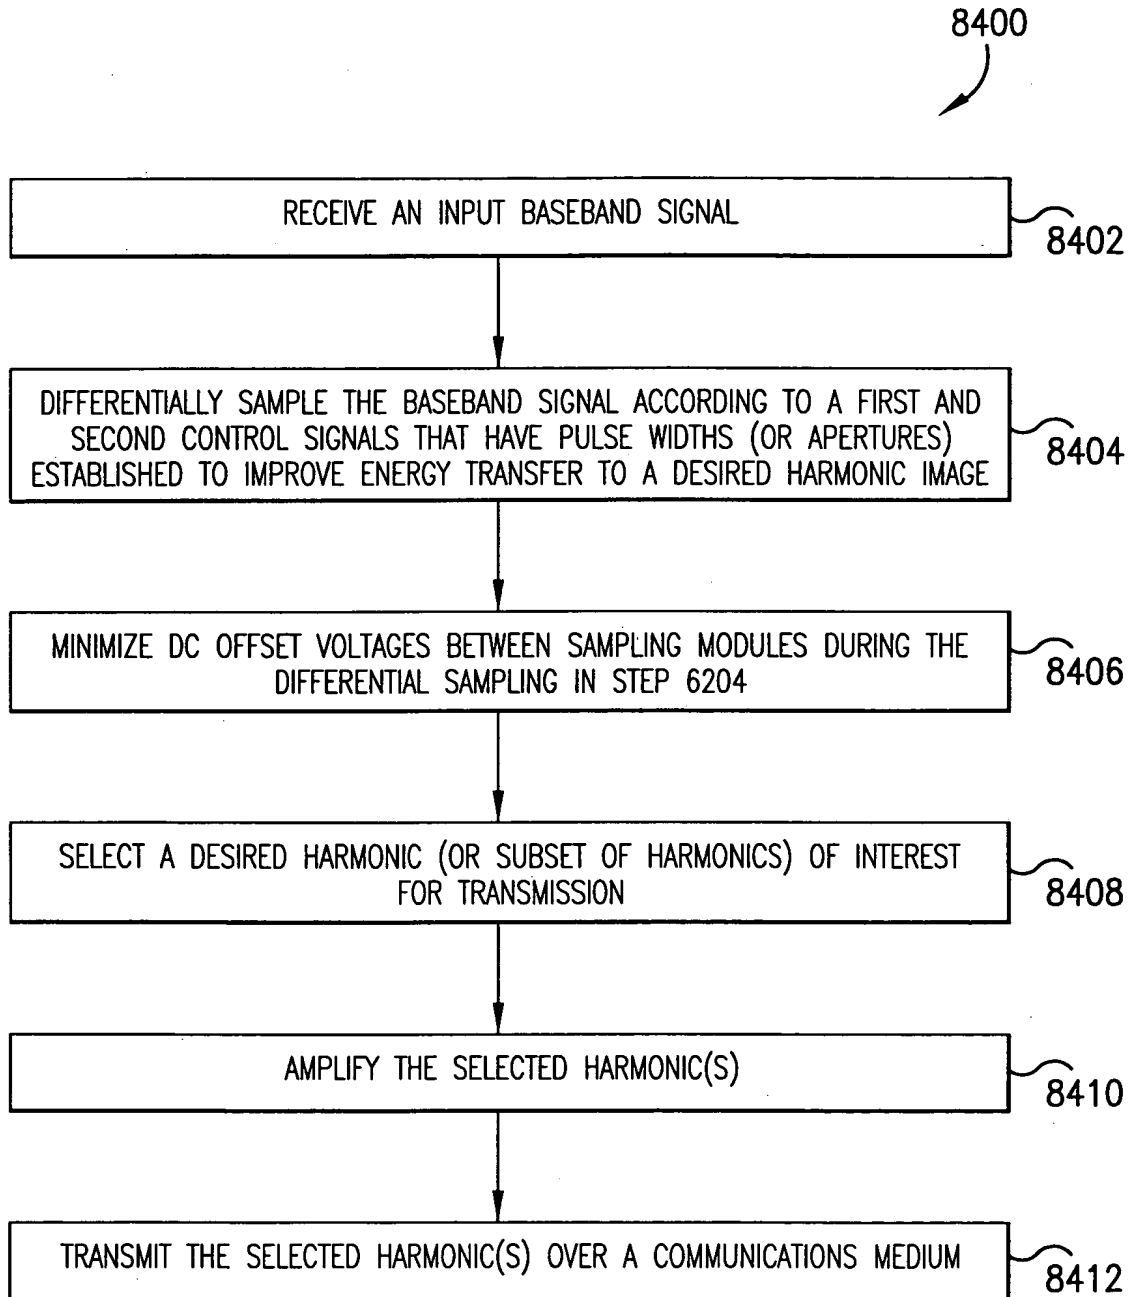 8400
RECEIVE AN INPUT BASEBAND SIGNAL
8402
DIFFERENTIALLY SAMPLE THE BASEBAND SIGNAL ACCORDING TO A FIRST AND
SECOND CONTROL SIGNALS THAT HAVE PULSE WIDTHS (OR APERTURES)
ESTABLISHED TO IMPROVE ENERGY TRANSFER TO A DESIRED HARMONIC IMAGE
8404
MINIMIZE DC OFFSET VOLTAGES BETWEEN SAMPLING MODULES DURING THE
DIFFERENTIAL SAMPLING IN STEP 6204
8406
SELECT A DESIRED HARMONIC (OR SUBSET OF HARMONICS) OF INTEREST
FOR TRANSMISSION
8408
AMPLIFY THE SELECTED HARMONIC(S)
8410
TRANSMIT THE SELECTED HARMONIC(S) OVER A COMMUNICATIONS MEDIUM
8412